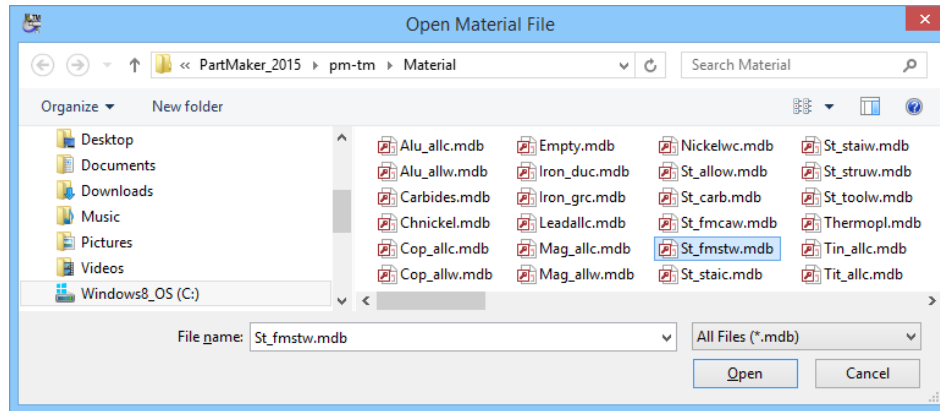 Open Material File
« PartMaker_2015 pm-tm Material Search Material
Organize New folder
Desktop
Documents
Downloads
Music
Pictures
Videos
Windows8_OS (C:)
Alu_allc.mdb Empty.mdb Nickelwc.mdb St_staiw.mdb
Alu_allw.mdb Iron_duc.mdb St_allow.mdb St_struw.mdb
Carbides.mdb Iron_grc.mdb St_carb.mdb St_toolw.mdb
Chnickel.mdb Leadallc.mdb St_fmcaw.mdb Thermopl.mdb
Cop_allc.mdb Mag_allc.mdb St_fmstw.mdb Tin_allc.mdb
Cop_allw.mdb Mag_allw.mdb St_staic.mdb Tit_allc.mdb
File name: St_fmstw.mdb All Files (*.mdb)
Open Cancel